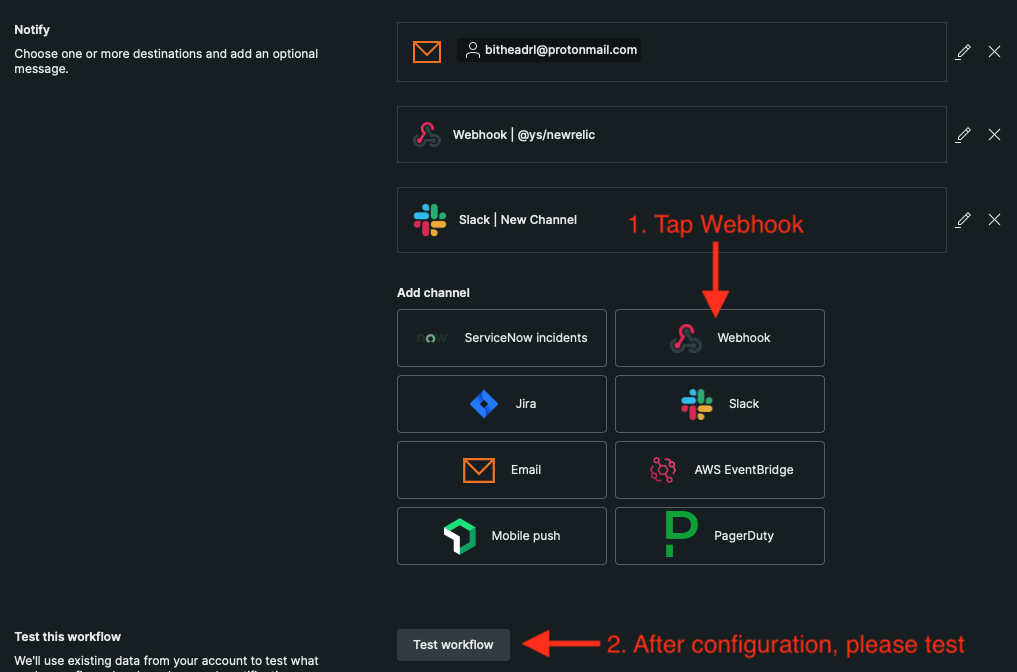 Notify
Choose one or more destinations and add an optional
message.
bitheadrl@protonmail.com
Webhook | @ys/newrelic
Slack | New Channel
1. Tap Webhook
Add channel
now
ServiceNow incidents
Webhook
Jira
Slack
Email
AWS EventBridge
Mobile push
PagerDuty
Test this workflow
Test workflow
2. After configuration, please test
We'll use existing data from your account to test what